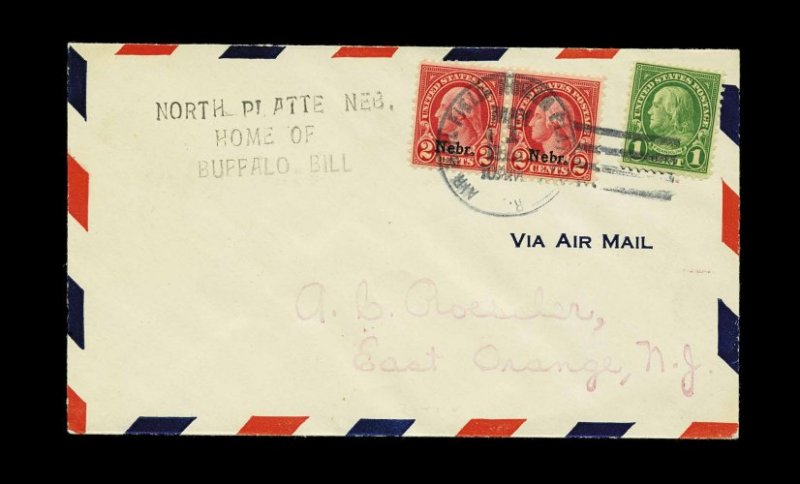 NORTH PLATTE NEB.
HOME OF
BUFFALO BILL
UNITED STATES POSTAGE
Nebr.
2 CENTS 2
UNITED STATES POSTAGE
Nebr.
2 CENTS 2
UNITED STATES POSTAGE
1 CENT 1
AIR
R.
VIA AIR MAIL
A. B.
East Orange, N.J.